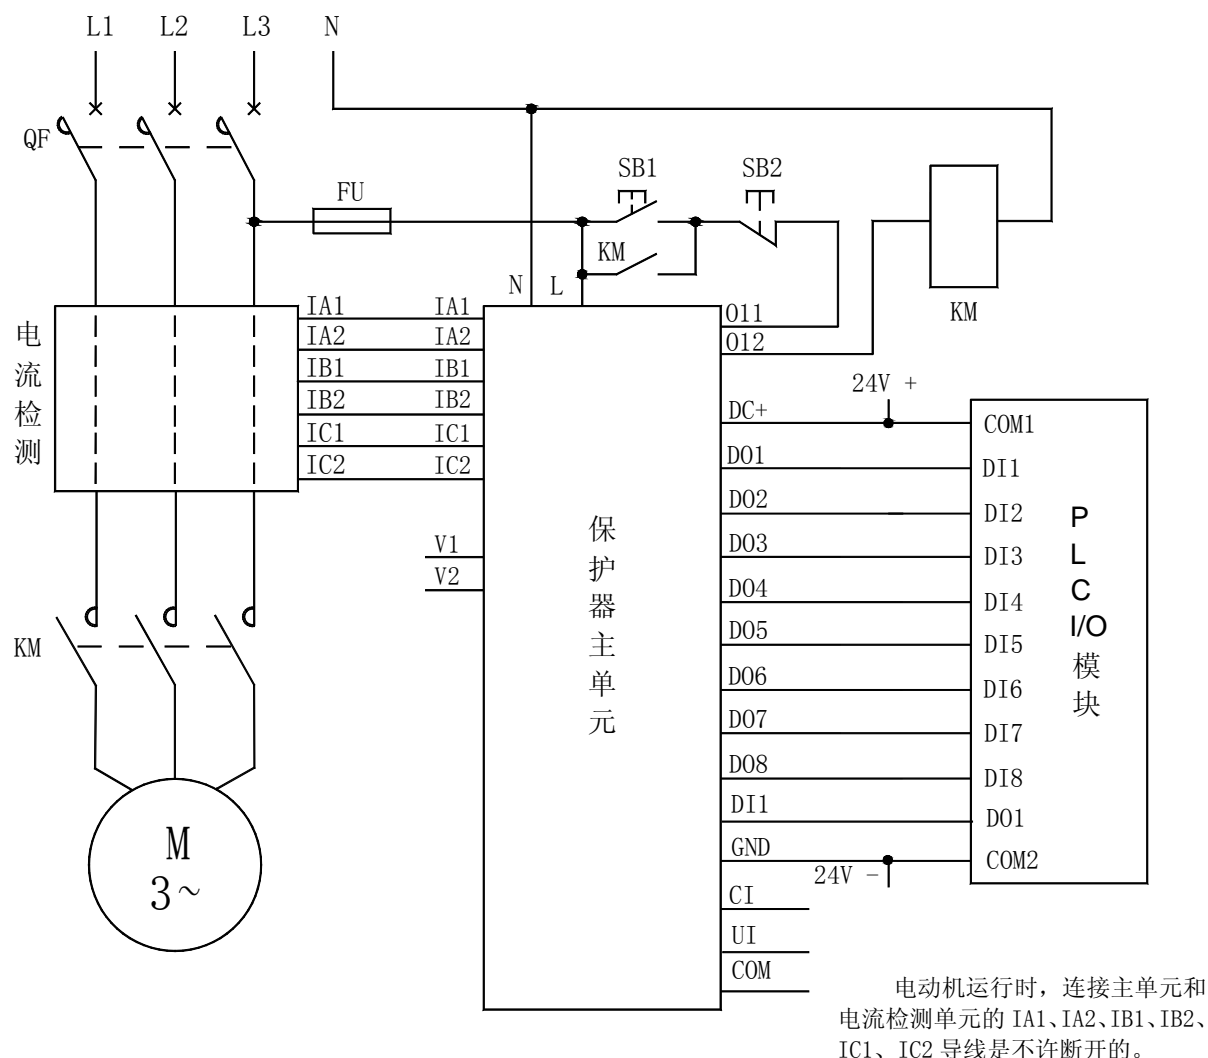 L1 L2 L3 N
QF
FU
SB1 SB2
KM
N L
KM
电流检测
IA1 IA1
IA2 IA2
IB1 IB1
IB2 IB2
IC1 IC1
IC2 IC2
V1
V2
保护器主单元
O11
O12
24V +
DC+ COM1
DO1 DI1
DO2 DI2
DO3 DI3
DO4 DI4
DO5 DI5
DO6 DI6
DO7 DI7
DO8 DI8
DI1 DO1
GND COM2
24V -
CI
UI
COM
P
L
C
I/O
模
块
KM
M
3~
电动机运行时，连接主单元和
电流检测单元的 IA1、IA2、IB1、IB2、
IC1、IC2 导线是不许断开的。